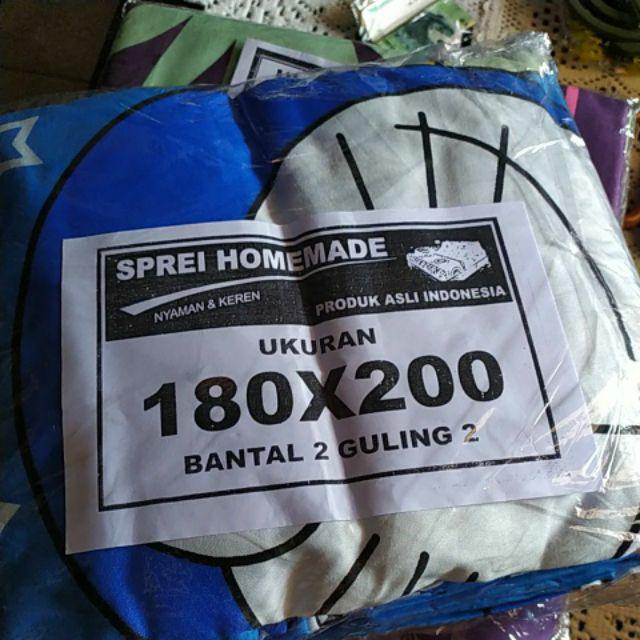 SPREI HOMEMADE
NYAMAN & KEREN
PRODUK ASLI INDONESIA
UKURAN
180X200
BANTAL 2 GULING 2